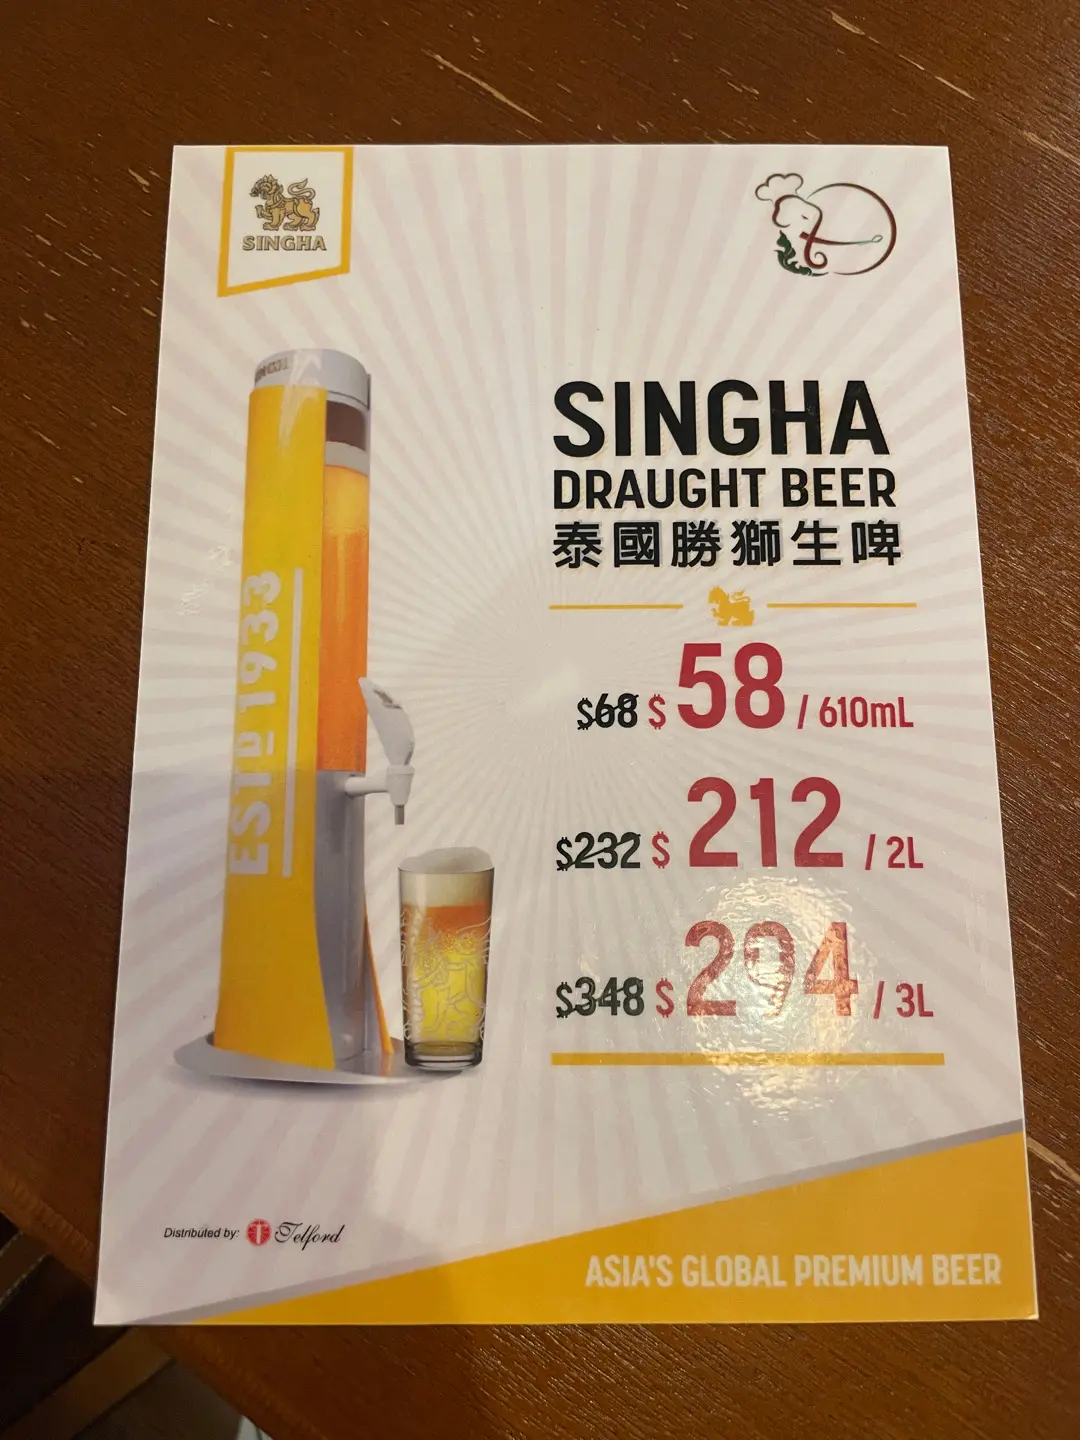 SINGHA
SINGHA
DRAUGHT BEER
泰國勝獅生啤
$68 $58 / 610mL
$232 $212 / 2L
$348 $294 / 3L
ESTD 1933
Distributed by: T Telford
ASIA'S GLOBAL PREMIUM BEER